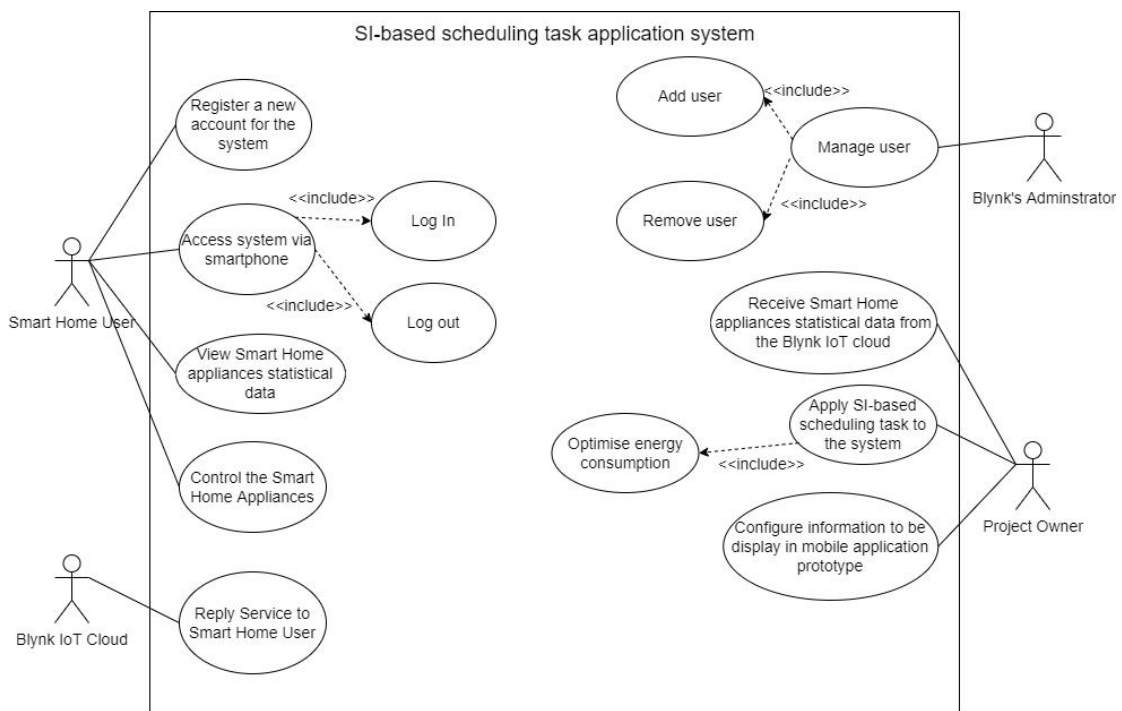 SI-based scheduling task application system
Register a new
account for the
system
<<include>>
Access system via
smartphone
Log In
<<include>>
Log out
Smart Home User
View Smart Home
appliances statistical
data
Control the Smart
Home Appliances
Blynk IoT Cloud
Reply Service to
Smart Home User
Add user
<<include>>
Manage user
Remove user
<<include>>
Blynk's Adminstrator
Receive Smart Home
appliances statistical data from
the Blynk IoT cloud
Apply SI-based
scheduling task to
the system
Optimise energy
consumption
<<include>>
Configure information to be
display in mobile application
prototype
Project Owner